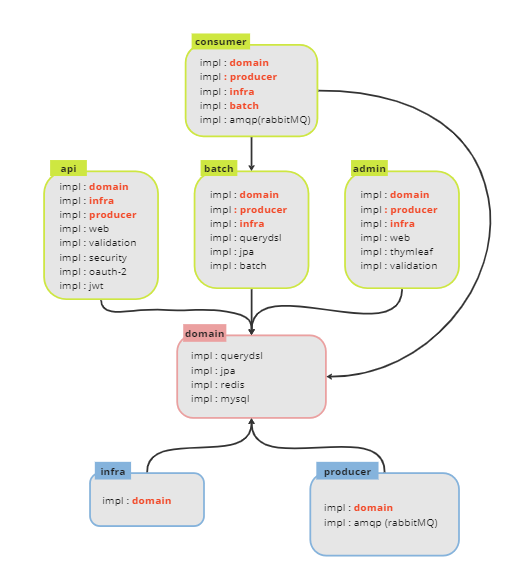 consumer
impl : domain
impl : producer
impl : infra
impl : batch
impl : amqp(rabbitMQ)
api
impl : domain
impl : infra
impl : producer
impl : web
impl : validation
impl : security
impl : oauth-2
impl : jwt
batch
impl : domain
impl : producer
impl : infra
impl : querydsl
impl : jpa
impl : batch
admin
impl : domain
impl : producer
impl : infra
impl : web
impl : thymleaf
impl : validation
domain
impl : querydsl
impl : jpa
impl : redis
impl : mysql
infra
impl : domain
producer
impl : domain
impl : amqp (rabbitMQ)